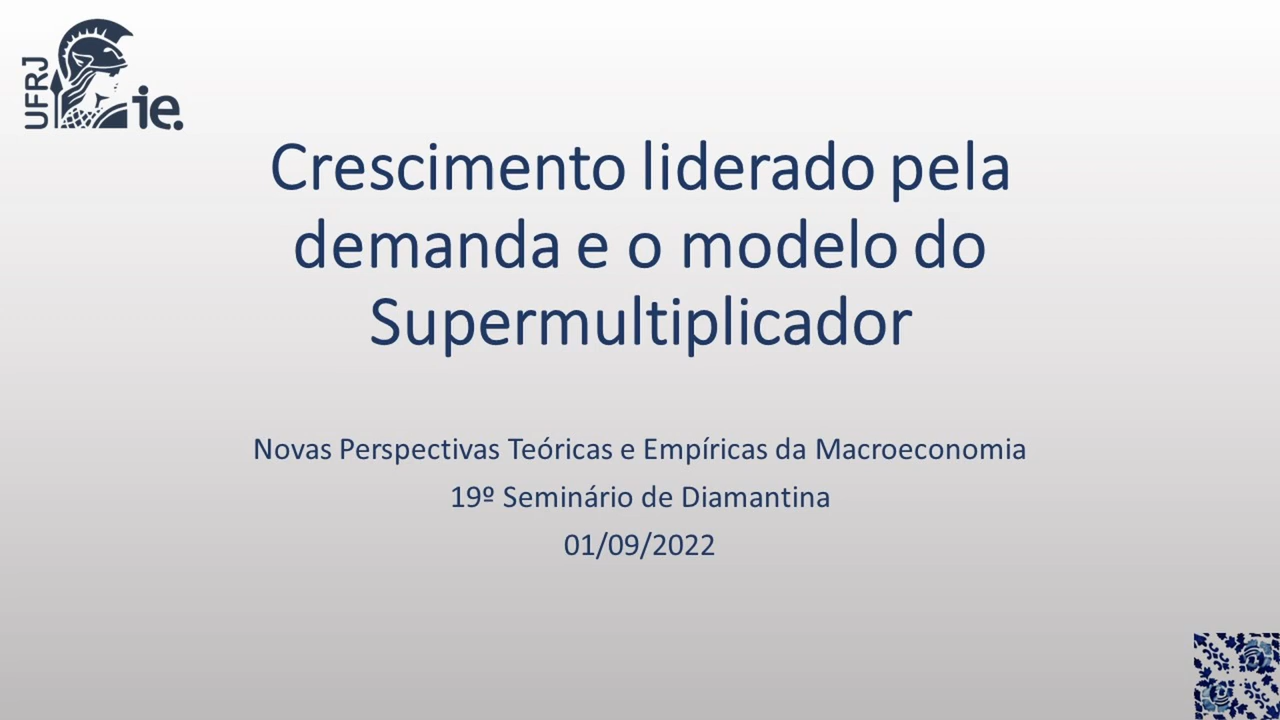 UFRJ
ie.
Crescimento liderado pela
demanda e o modelo do
Supermultiplicador
Novas Perspectivas Teóricas e Empíricas da Macroeconomia
19º Seminário de Diamantina
01/09/2022